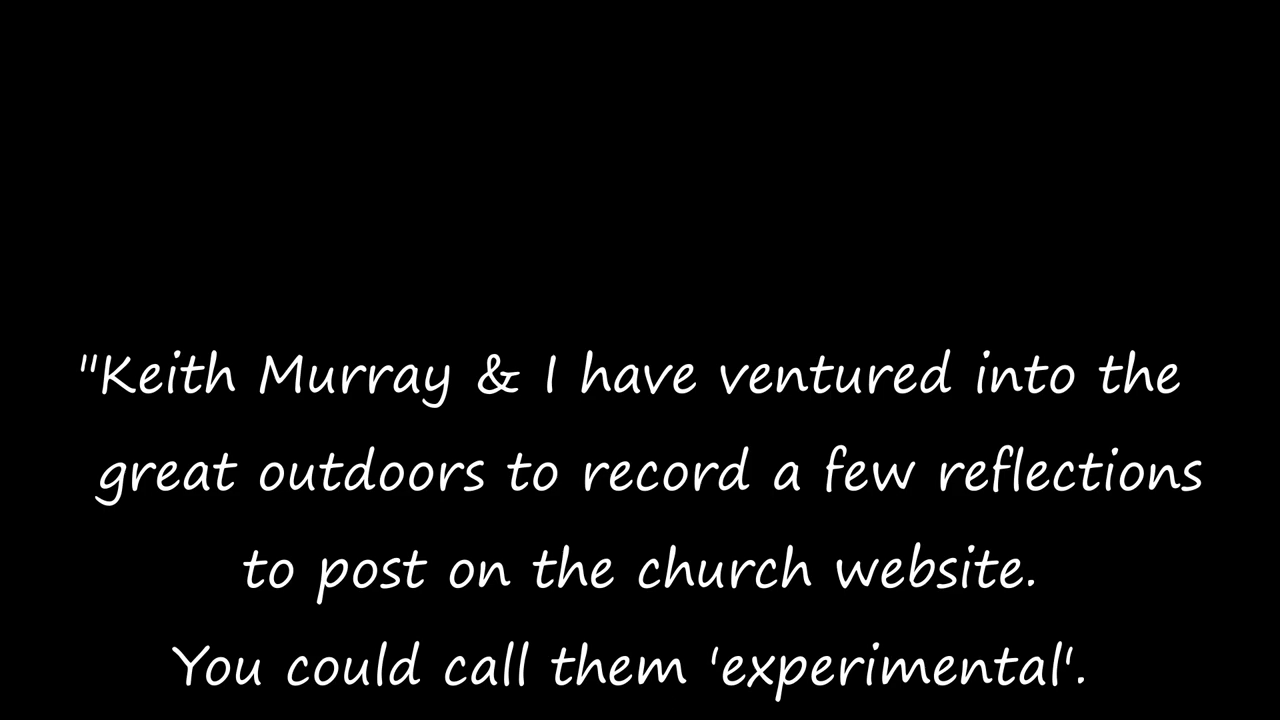 "Keith Murray & I have ventured into the
great outdoors to record a few reflections
to post on the church website.
You could call them 'experimental'.